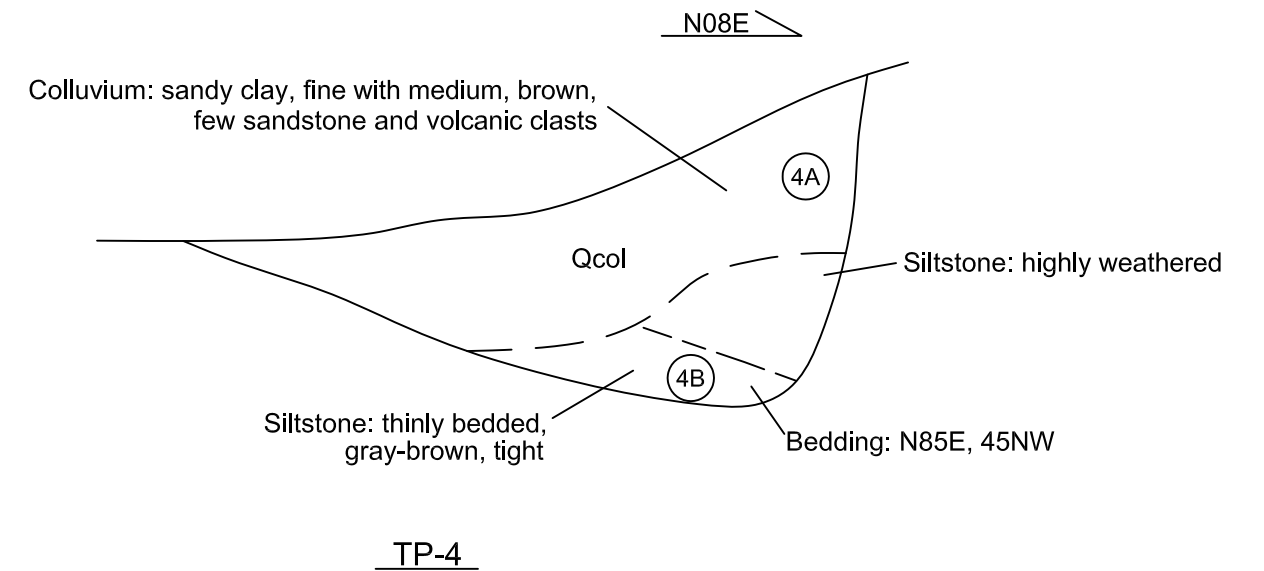 N08E
Colluvium: sandy clay, fine with medium, brown,
few sandstone and volcanic clasts
4A
Qcol
Siltstone: highly weathered
4B
Siltstone: thinly bedded,
gray-brown, tight
Bedding: N85E, 45NW
TP-4